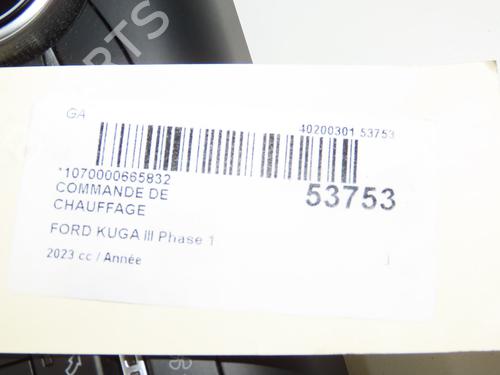 GA
40200301 53753
*1070000665832
53753
COMMANDE DE
CHAUFFAGE
FORD KUGA III Phase 1
2023 cc / Année